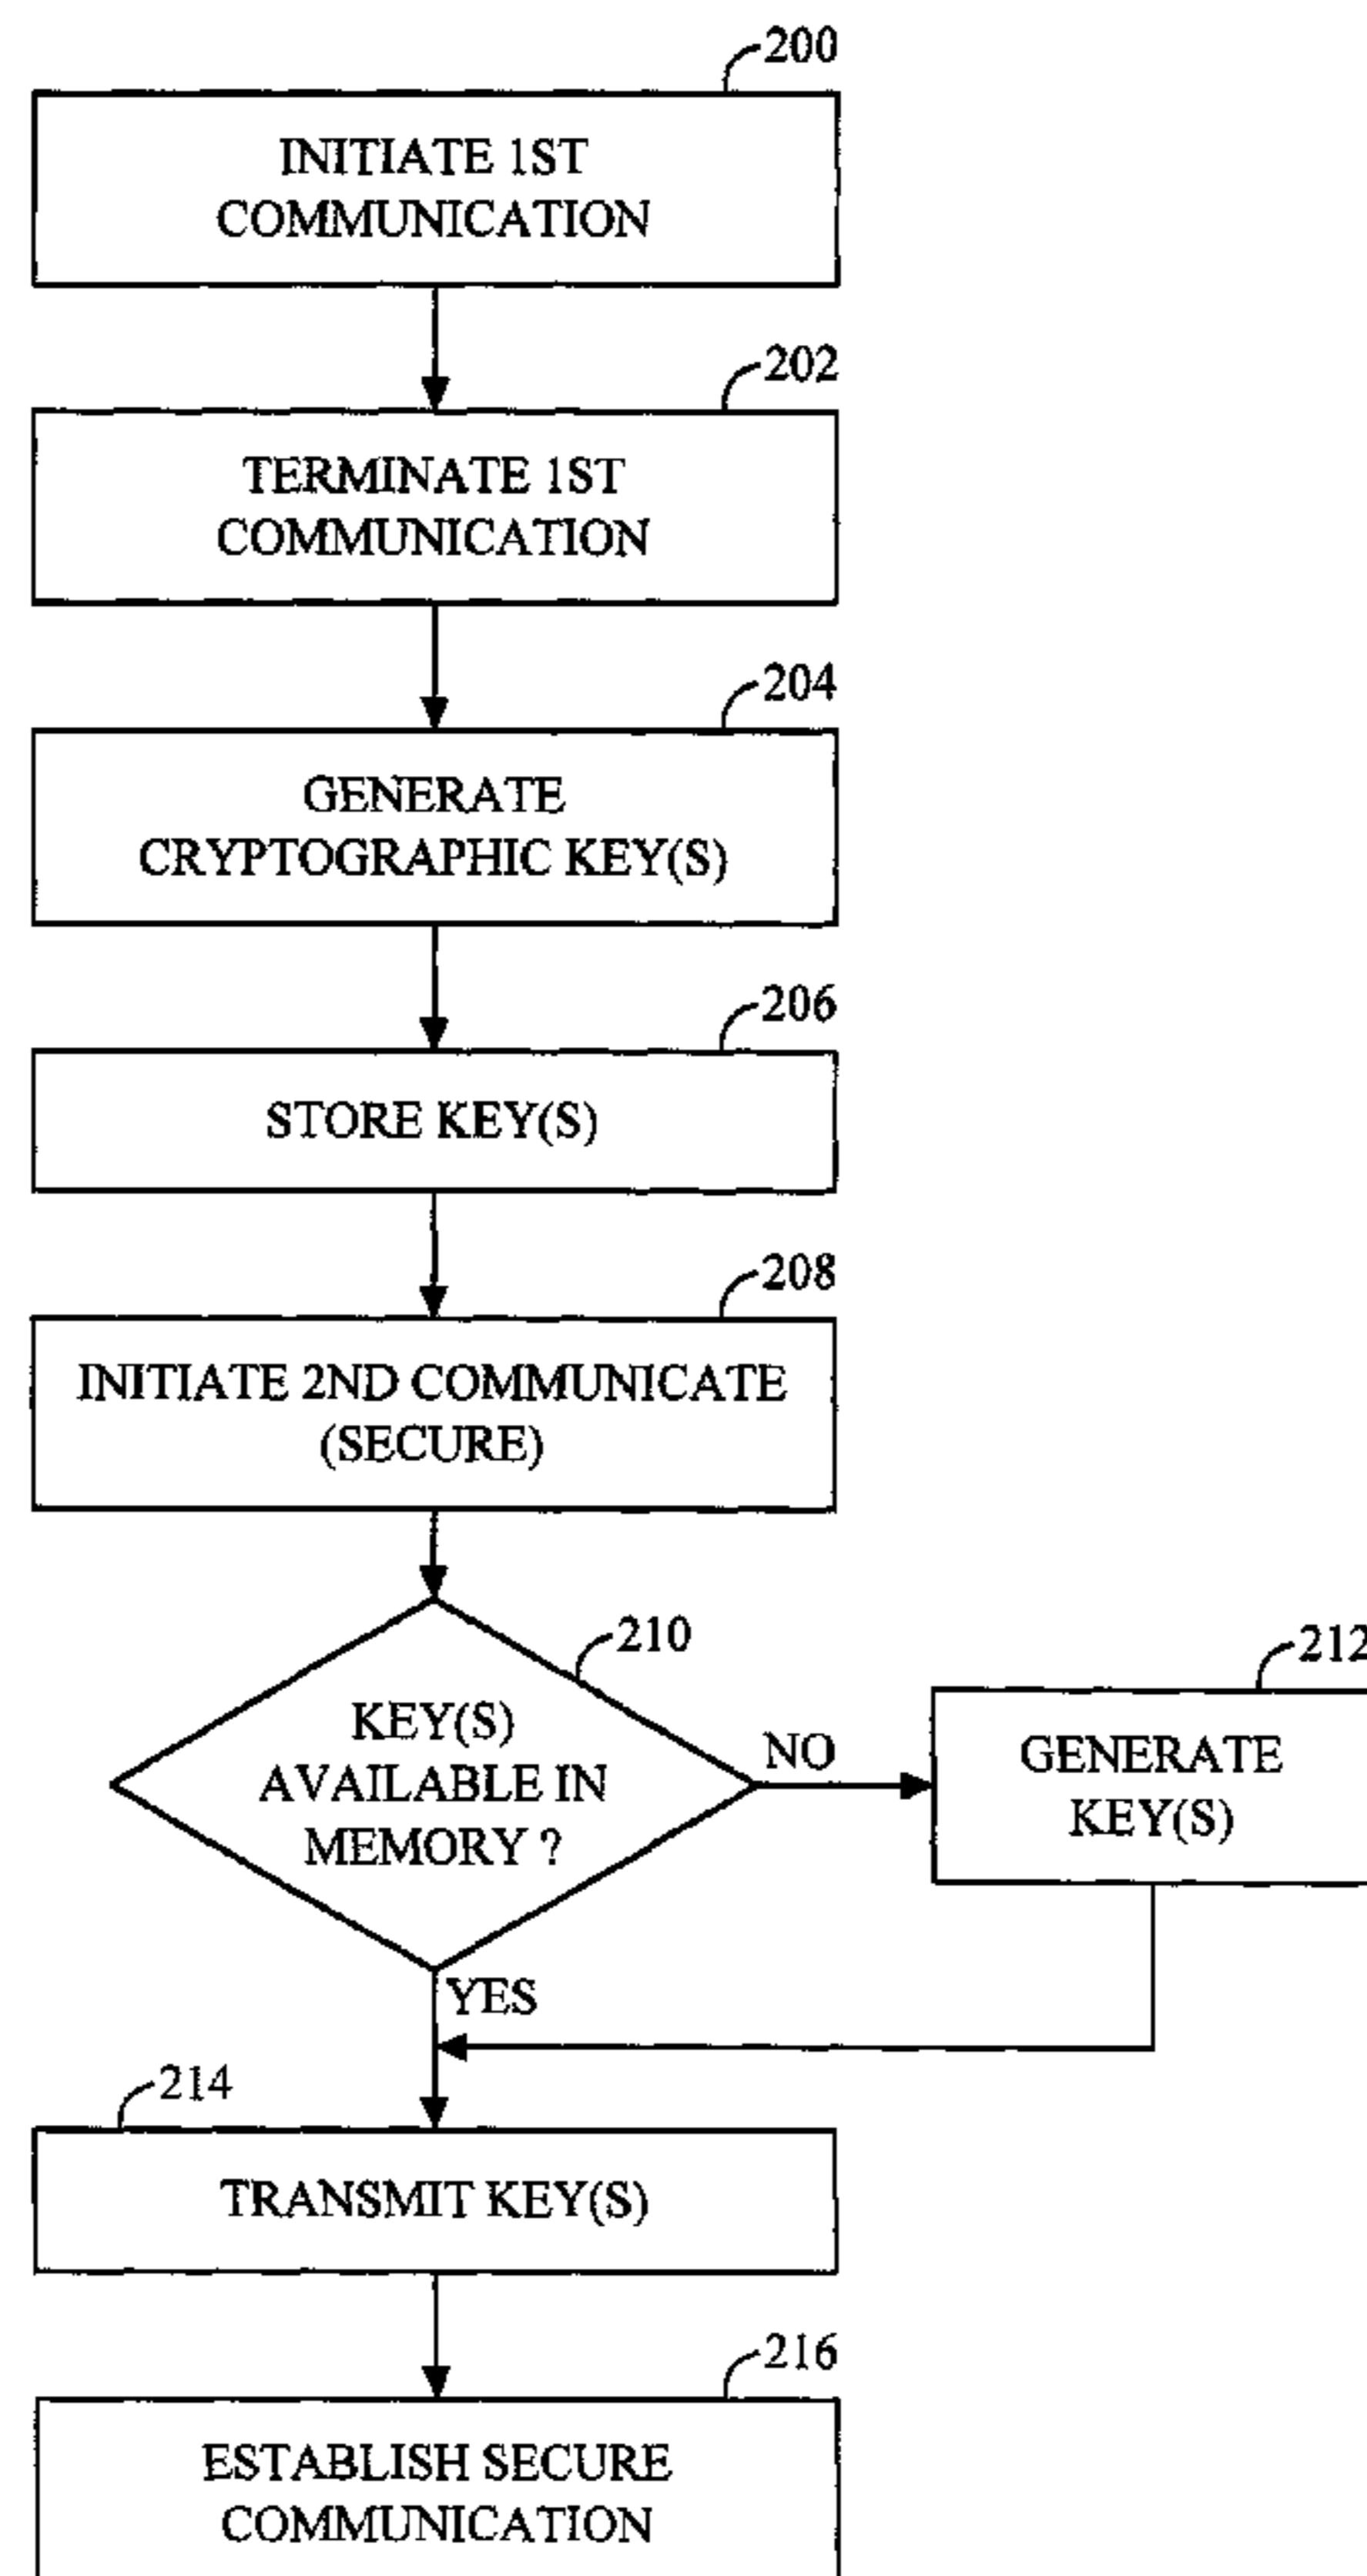 200
INITIATE 1ST
COMMUNICATION
202
TERMINATE 1ST
COMMUNICATION
204
GENERATE
CRYPTOGRAPHIC KEY(S)
206
STORE KEY(S)
208
INITIATE 2ND COMMUNICATE
(SECURE)
210
KEY(S)
AVAILABLE IN
MEMORY ?
NO
212
GENERATE
KEY(S)
YES
214
TRANSMIT KEY(S)
216
ESTABLISH SECURE
COMMUNICATION